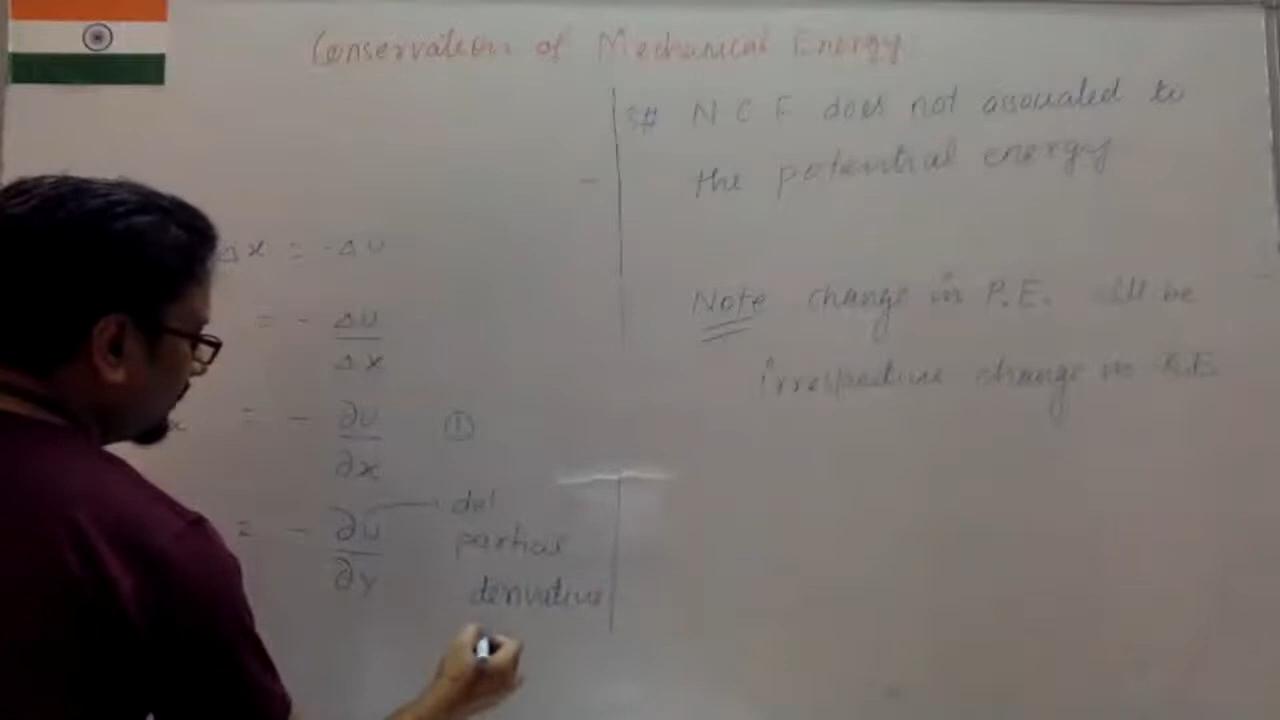 Conservation of Mechanical Energy
Δx = -ΔU
= - ΔU
Δx
x = - ∂U ①
∂x
= - ∂U → del
∂y partial
derivative
# N C F does not assouated to
the potential energy
Note change in P.E. will be
irrespective change in K.E